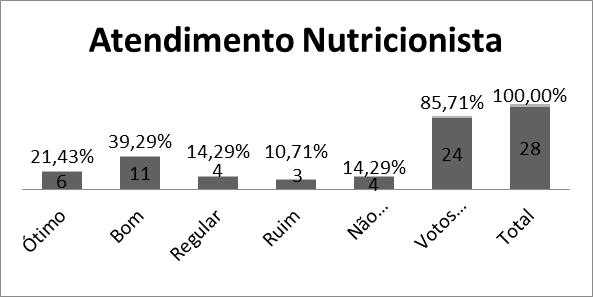 Atendimento Nutricionista
21,43%
39,29%
14,29%
10,71%
14,29%
85,71%
100,00%
6
11
4
3
4
24
28
Ótimo
Bom
Regular
Ruim
Não...
Votos...
Total